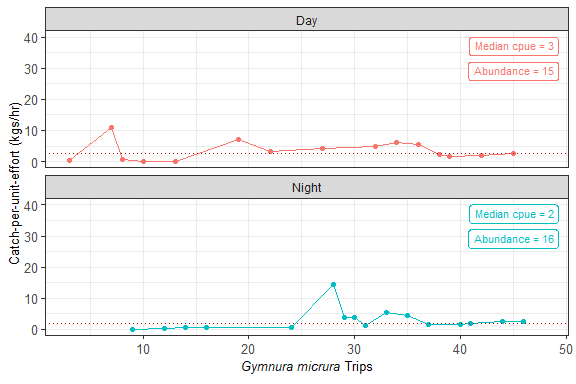 Day
40
30
20
10
0
Median cpue = 3
Abundance = 15
Catch-per-unit-effort (kgs/hr)
Night
40
30
20
10
0
Median cpue = 2
Abundance = 16
10
20
30
40
50
Gymnura micrura Trips